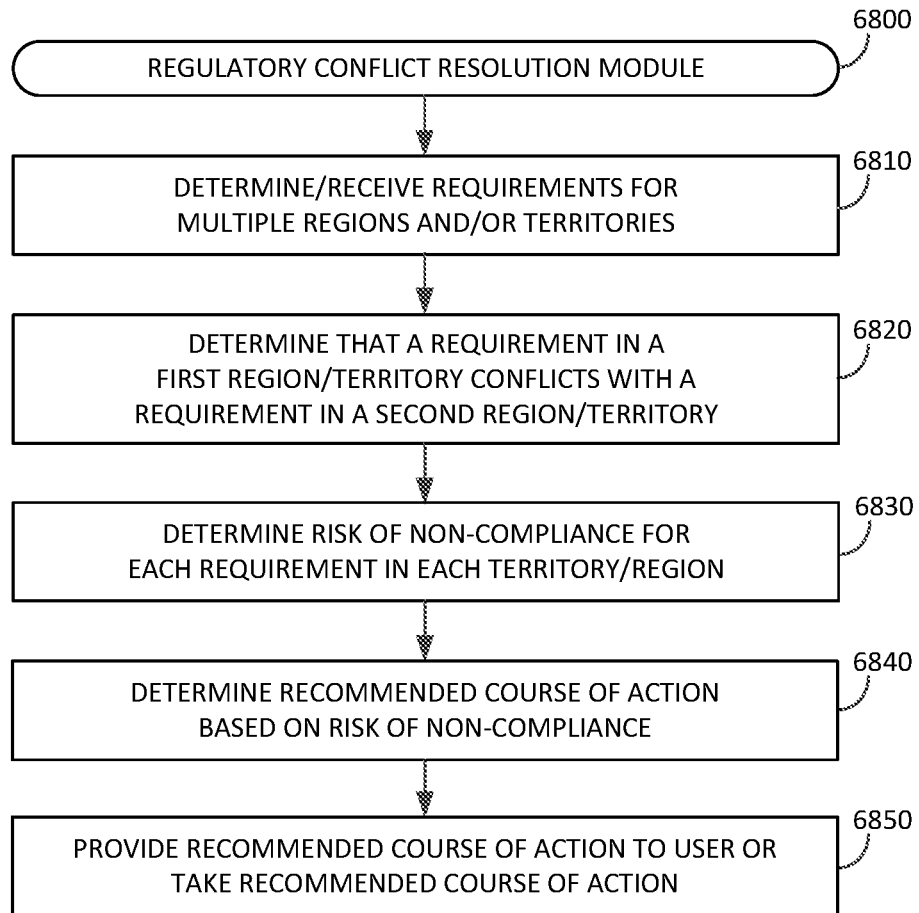 6800
REGULATORY CONFLICT RESOLUTION MODULE
6810
DETERMINE/RECEIVE REQUIREMENTS FOR
MULTIPLE REGIONS AND/OR TERRITORIES
6820
DETERMINE THAT A REQUIREMENT IN A
FIRST REGION/TERRITORY CONFLICTS WITH A
REQUIREMENT IN A SECOND REGION/TERRITORY
6830
DETERMINE RISK OF NON-COMPLIANCE FOR
EACH REQUIREMENT IN EACH TERRITORY/REGION
6840
DETERMINE RECOMMENDED COURSE OF ACTION
BASED ON RISK OF NON-COMPLIANCE
6850
PROVIDE RECOMMENDED COURSE OF ACTION TO USER OR
TAKE RECOMMENDED COURSE OF ACTION